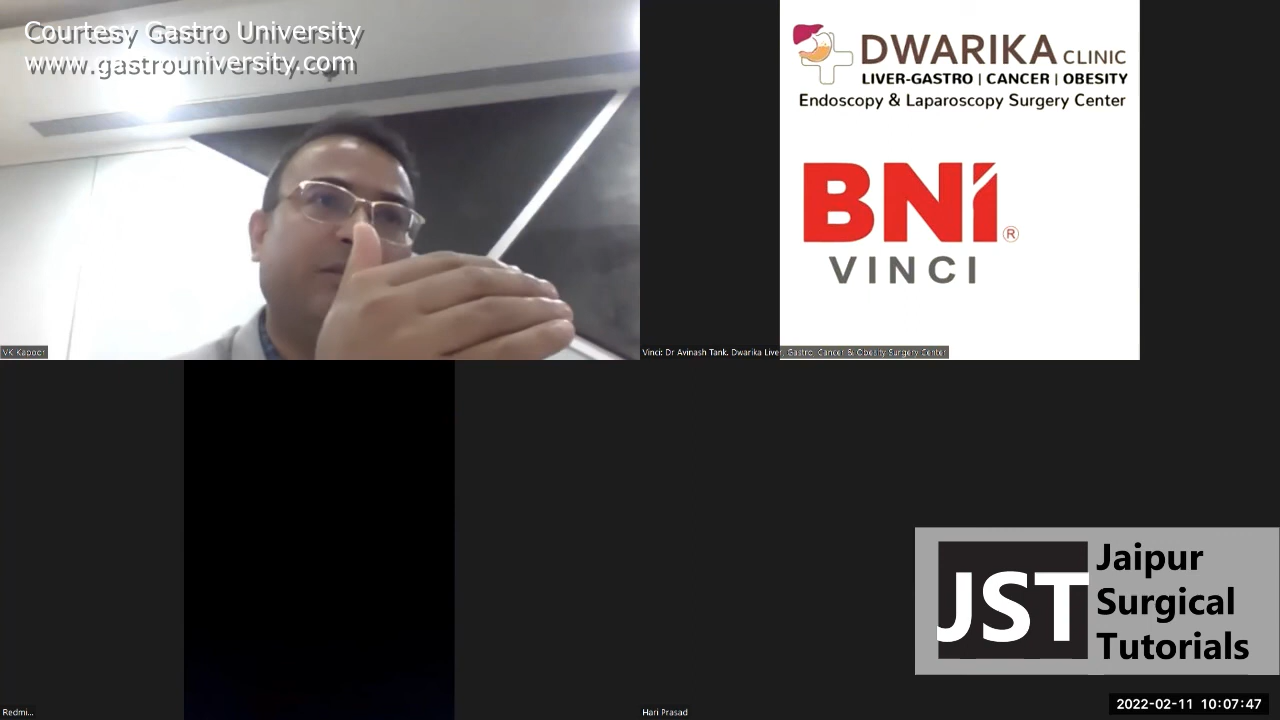 Courtesy Gastro University
www.gastrouniversity.com
DWARIKA CLINIC
LIVER-GASTRO | CANCER | OBESITY
Endoscopy & Laparoscopy Surgery Center
BNI ®
VINCI
VK Kapoor
Vinci: Dr Avinash Tank. Dwarika Liver, Gastro, Cancer & Obesity Surgery Center
JST
Jaipur
Surgical
Tutorials
Redmi...
Hari Prasad
2022-02-11 10:07:47